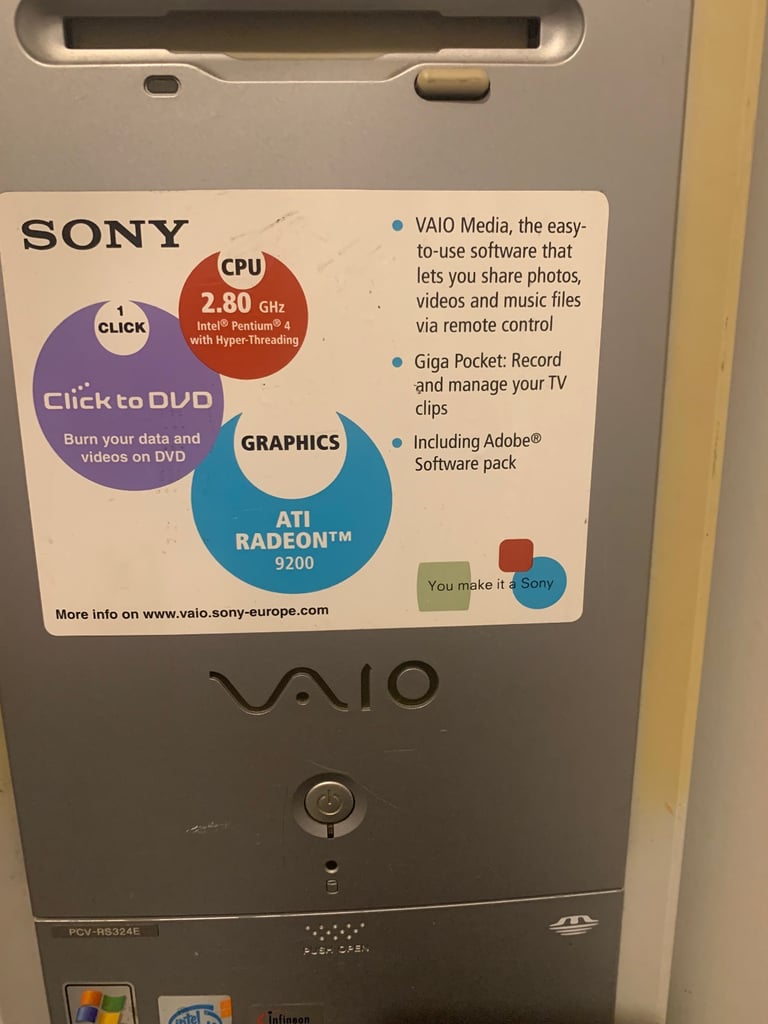 SONY
CPU
2.80 GHz
Intel® Pentium® 4
with Hyper-Threading
1
CLICK
Click to DVD
Burn your data and
videos on DVD
GRAPHICS
ATI
RADEON™
9200
• VAIO Media, the easy-
to-use software that
lets you share photos,
videos and music files
via remote control
• Giga Pocket: Record
and manage your TV
clips
• Including Adobe®
Software pack
You make it a Sony
More info on www.vaio.sony-europe.com
VAIO
PCV-RS324E
PUSH OPEN
intel
Infineon